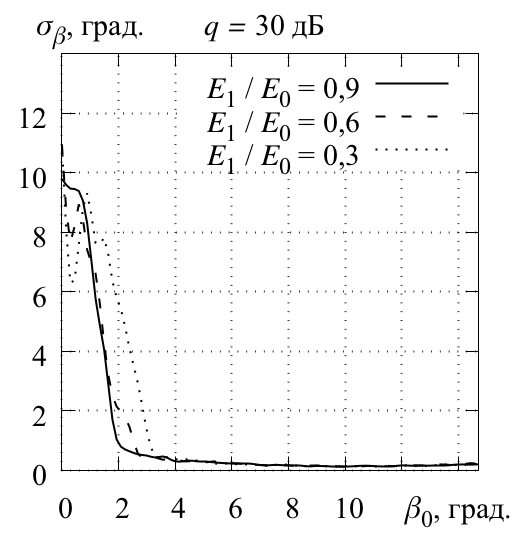 σβ, град. q = 30 дБ
E1 / E0 = 0,9
E1 / E0 = 0,6
E1 / E0 = 0,3
12
10
8
6
4
2
0
0 2 4 6 8 10 β0, град.